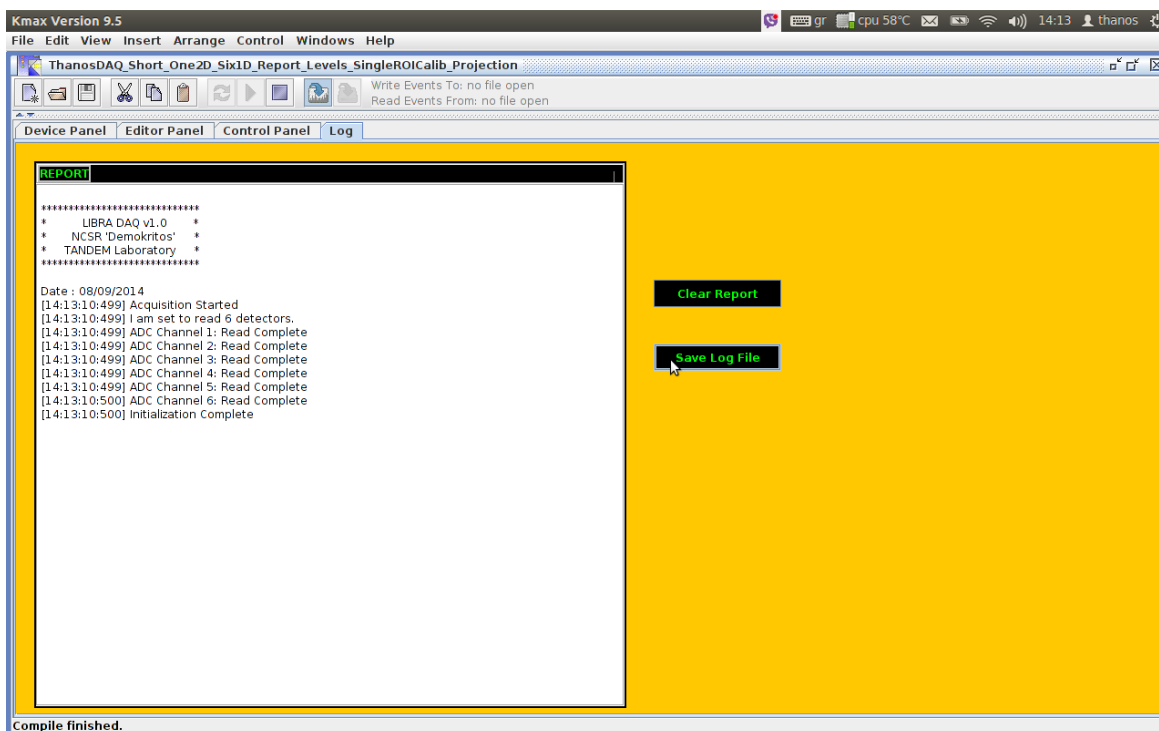 Kmax Version 9.5
gr cpu 58°C 14:13 thanos
File Edit View Insert Arrange Control Windows Help
ThanosDAQ_Short_One2D_Six1D_Report_Levels_SingleROICalib_Projection
Write Events To: no file open
Read Events From: no file open
Device Panel Editor Panel Control Panel Log
REPORT
*****************************
* LIBRA DAQ v1.0 *
* NCSR 'Demokritos' *
* TANDEM Laboratory *
*****************************
Date : 08/09/2014
[14:13:10:499] Acquisition Started
[14:13:10:499] I am set to read 6 detectors.
[14:13:10:499] ADC Channel 1: Read Complete
[14:13:10:499] ADC Channel 2: Read Complete
[14:13:10:499] ADC Channel 3: Read Complete
[14:13:10:499] ADC Channel 4: Read Complete
[14:13:10:499] ADC Channel 5: Read Complete
[14:13:10:500] ADC Channel 6: Read Complete
[14:13:10:500] Initialization Complete
Clear Report
Save Log File
Compile finished.